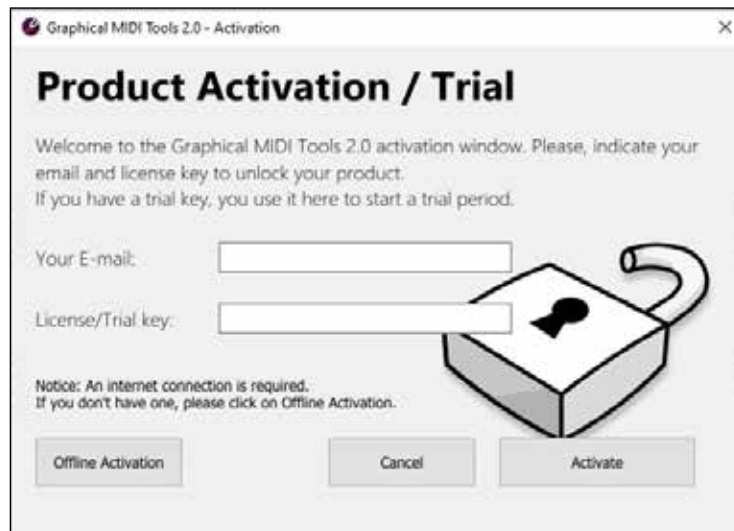 Graphical MIDI Tools 2.0 - Activation
Product Activation / Trial
Welcome to the Graphical MIDI Tools 2.0 activation window. Please, indicate your
email and license key to unlock your product.
If you have a trial key, you use it here to start a trial period.
Your E-mail:
License/Trial key:
Notice: An internet connection is required.
If you don't have one, please click on Offline Activation.
Offline Activation Cancel Activate